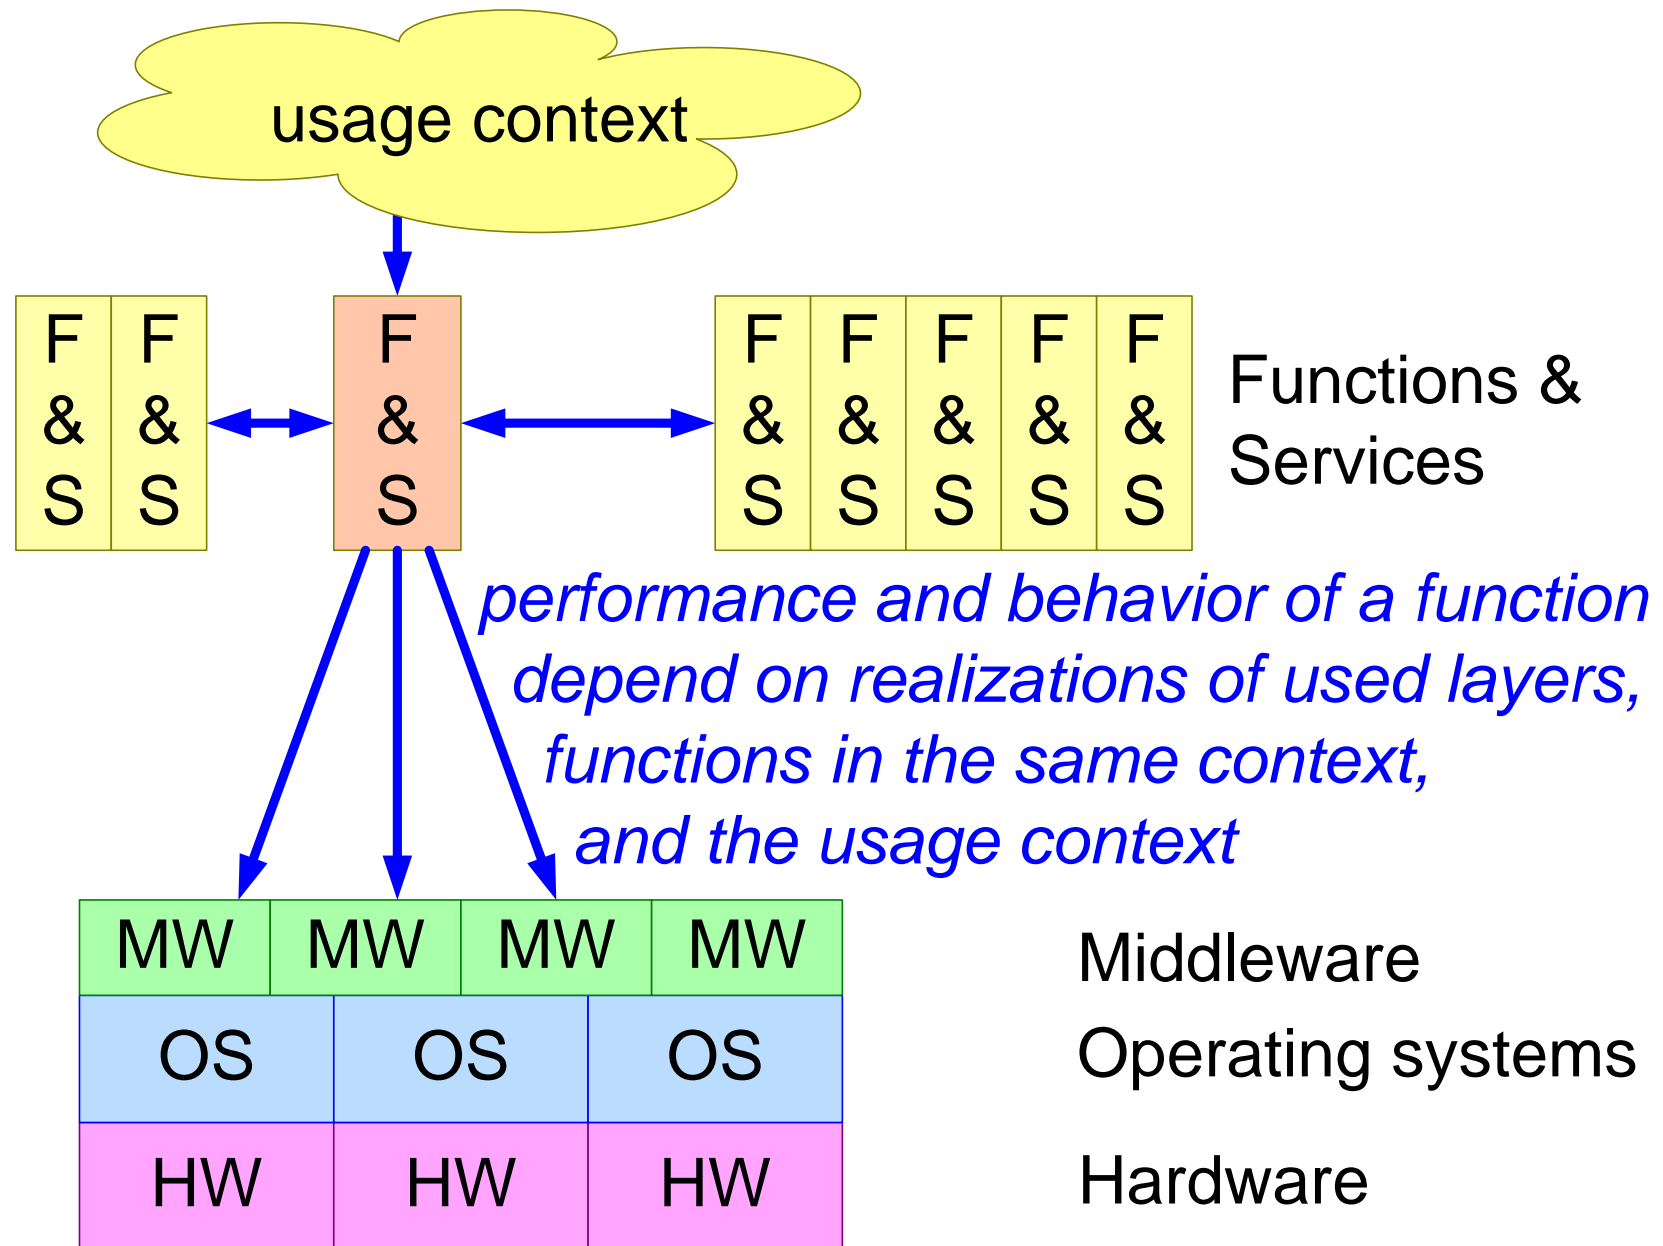 usage context
F F F F F F F F
& & & & & & & &
S S S S S S S S
Functions &
Services
performance and behavior of a function
depend on realizations of used layers,
functions in the same context,
and the usage context
MW MW MW MW
Middleware
OS OS OS
Operating systems
HW HW HW
Hardware